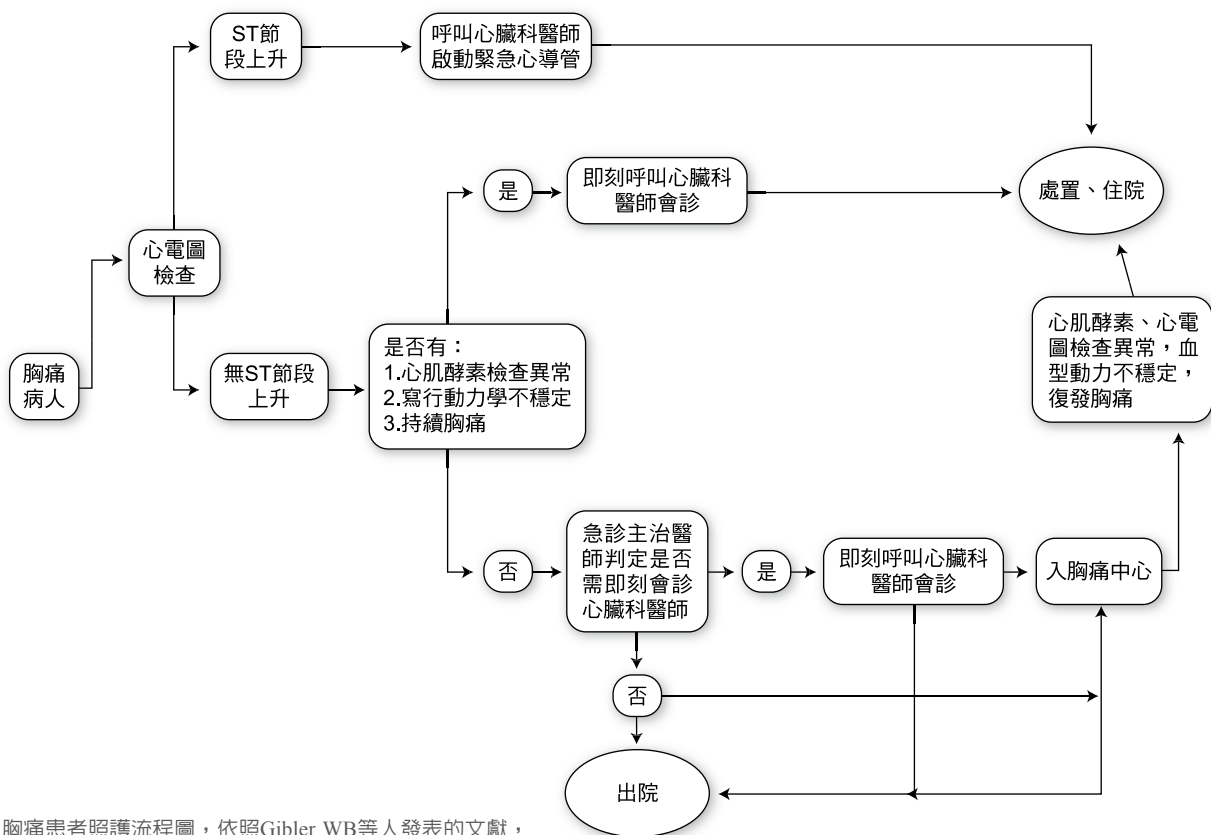 ST節
段上升
呼叫心臟科醫師
啟動緊急心導管
是
即刻呼叫心臟科
醫師會診
處置、住院
心電圖
檢查
胸痛
病人
無ST節段
上升
是否有：
1.心肌酵素檢查異常
2.寫行動力學不穩定
3.持續胸痛
心肌酵素、心電
圖檢查異常，血
型動力不穩定，
復發胸痛
否
急診主治醫
師判定是否
需即刻會診
心臟科醫師
是
即刻呼叫心臟科
醫師會診
入胸痛中心
否
出院
胸痛患者照護流程圖，依照Gibler WB等人發表的文獻，